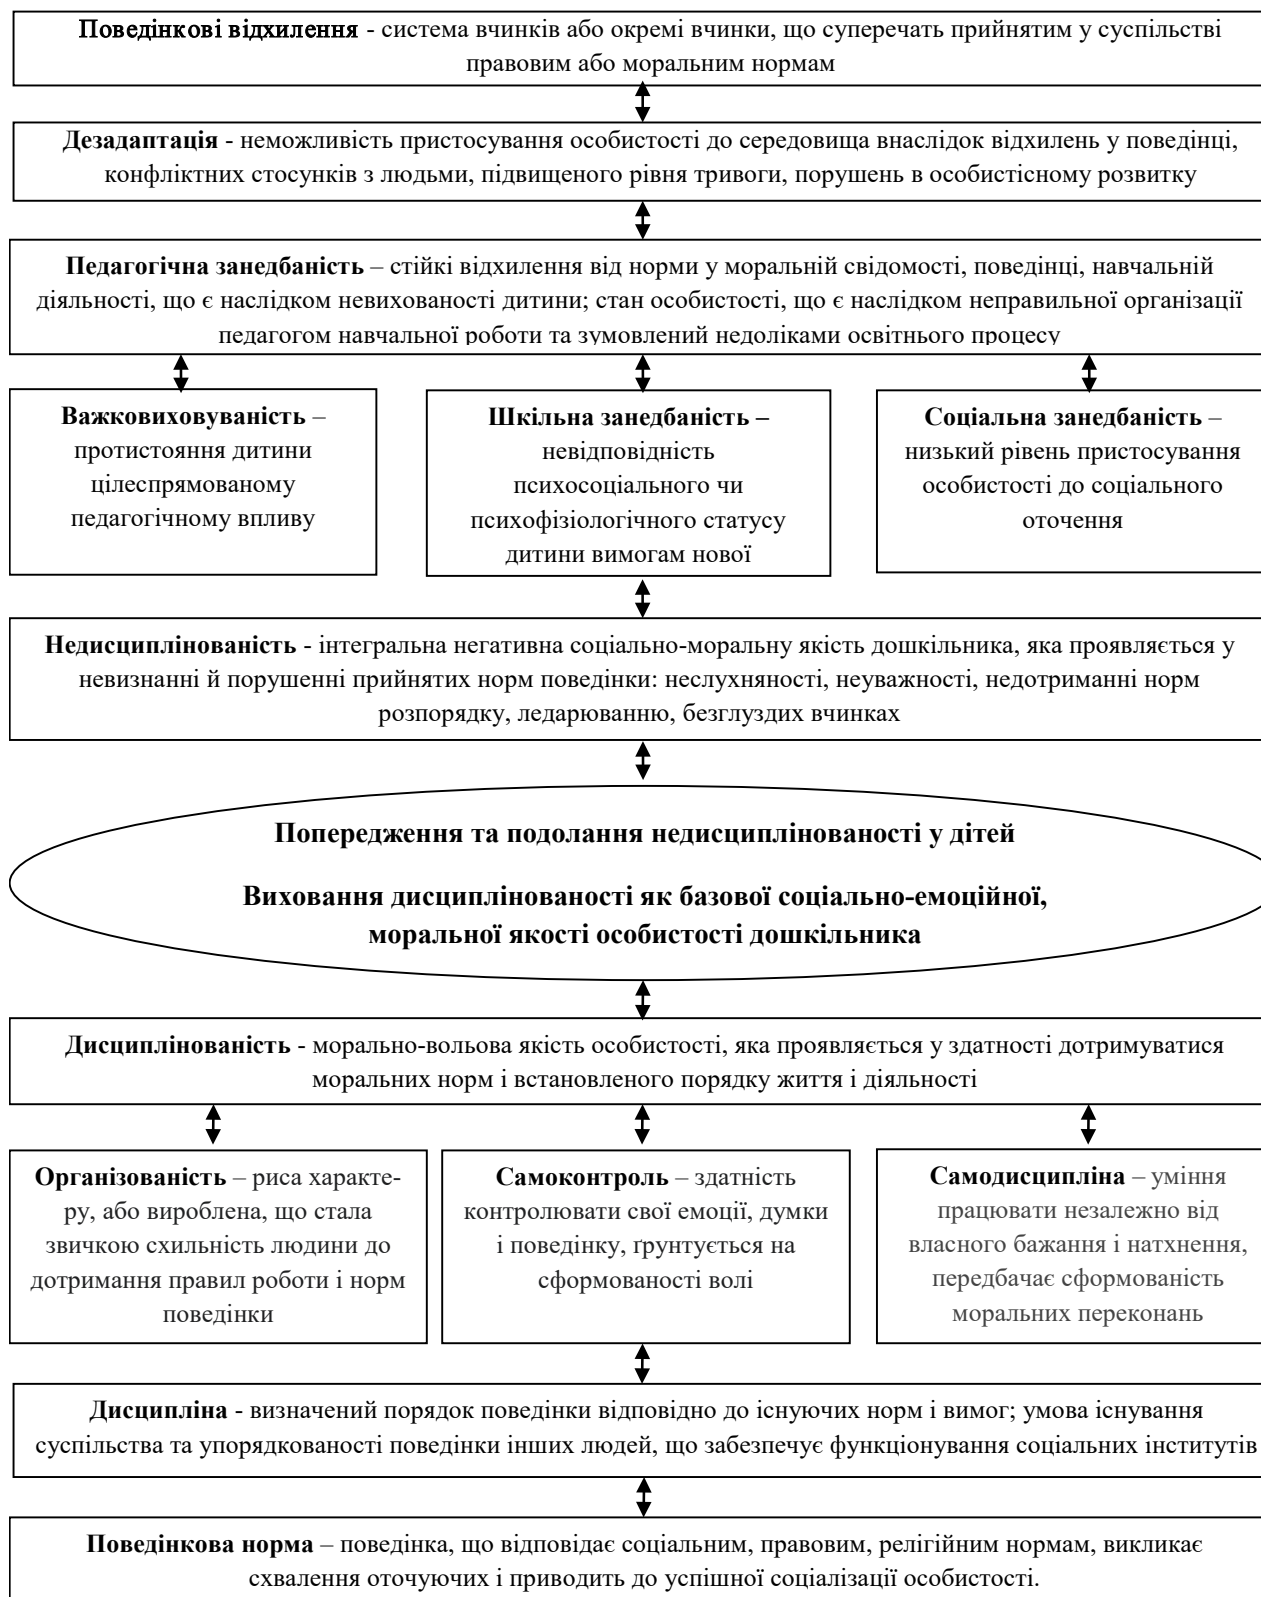 Поведінкові відхилення - система вчинків або окремі вчинки, що суперечать прийнятим у суспільстві
правовим або моральним нормам
Дезадаптація - неможливість пристосування особистості до середовища внаслідок відхилень у поведінці,
конфліктних стосунків з людьми, підвищеного рівня тривоги, порушень в особистісному розвитку
Педагогічна занедбаність – стійкі відхилення від норми у моральній свідомості, поведінці, навчальній
діяльності, що є наслідком невихованості дитини; стан особистості, що є наслідком неправильної організації
педагогом навчальної роботи та зумовлений недоліками освітнього процесу
Важковиховуваність –
протистояння дитини
цілеспрямованому
педагогічному впливу
Шкільна занедбаність –
невідповідність
психосоціального чи
психофізіологічного статусу
дитини вимогам нової
Соціальна занедбаність –
низький рівень пристосування
особистості до соціального
оточення
Недисциплінованість - інтегральна негативна соціально-моральну якість дошкільника, яка проявляється у
невизнанні й порушенні прийнятих норм поведінки: неслухняності, неуважності, недотриманні норм
розпорядку, ледарюванню, безглуздих вчинках
Попередження та подолання недисциплінованості у дітей
Виховання дисциплінованості як базової соціально-емоційної,
моральної якості особистості дошкільника
Дисциплінованість - морально-вольова якість особистості, яка проявляється у здатності дотримуватися
моральних норм і встановленого порядку життя і діяльності
Організованість – риса характе-
ру, або вироблена, що стала
звичкою схильність людини до
дотримання правил роботи і норм
поведінки
Самоконтроль – здатність
контролювати свої емоції, думки
і поведінку, ґрунтується на
сформованості волі
Самодисципліна – уміння
працювати незалежно від
власного бажання і натхнення,
передбачає сформованість
моральних переконань
Дисципліна - визначений порядок поведінки відповідно до існуючих норм і вимог; умова існування
суспільства та упорядкованості поведінки інших людей, що забезпечує функціонування соціальних інститутів
Поведінкова норма – поведінка, що відповідає соціальним, правовим, релігійним нормам, викликає
схвалення оточуючих і приводить до успішної соціалізації особистості.